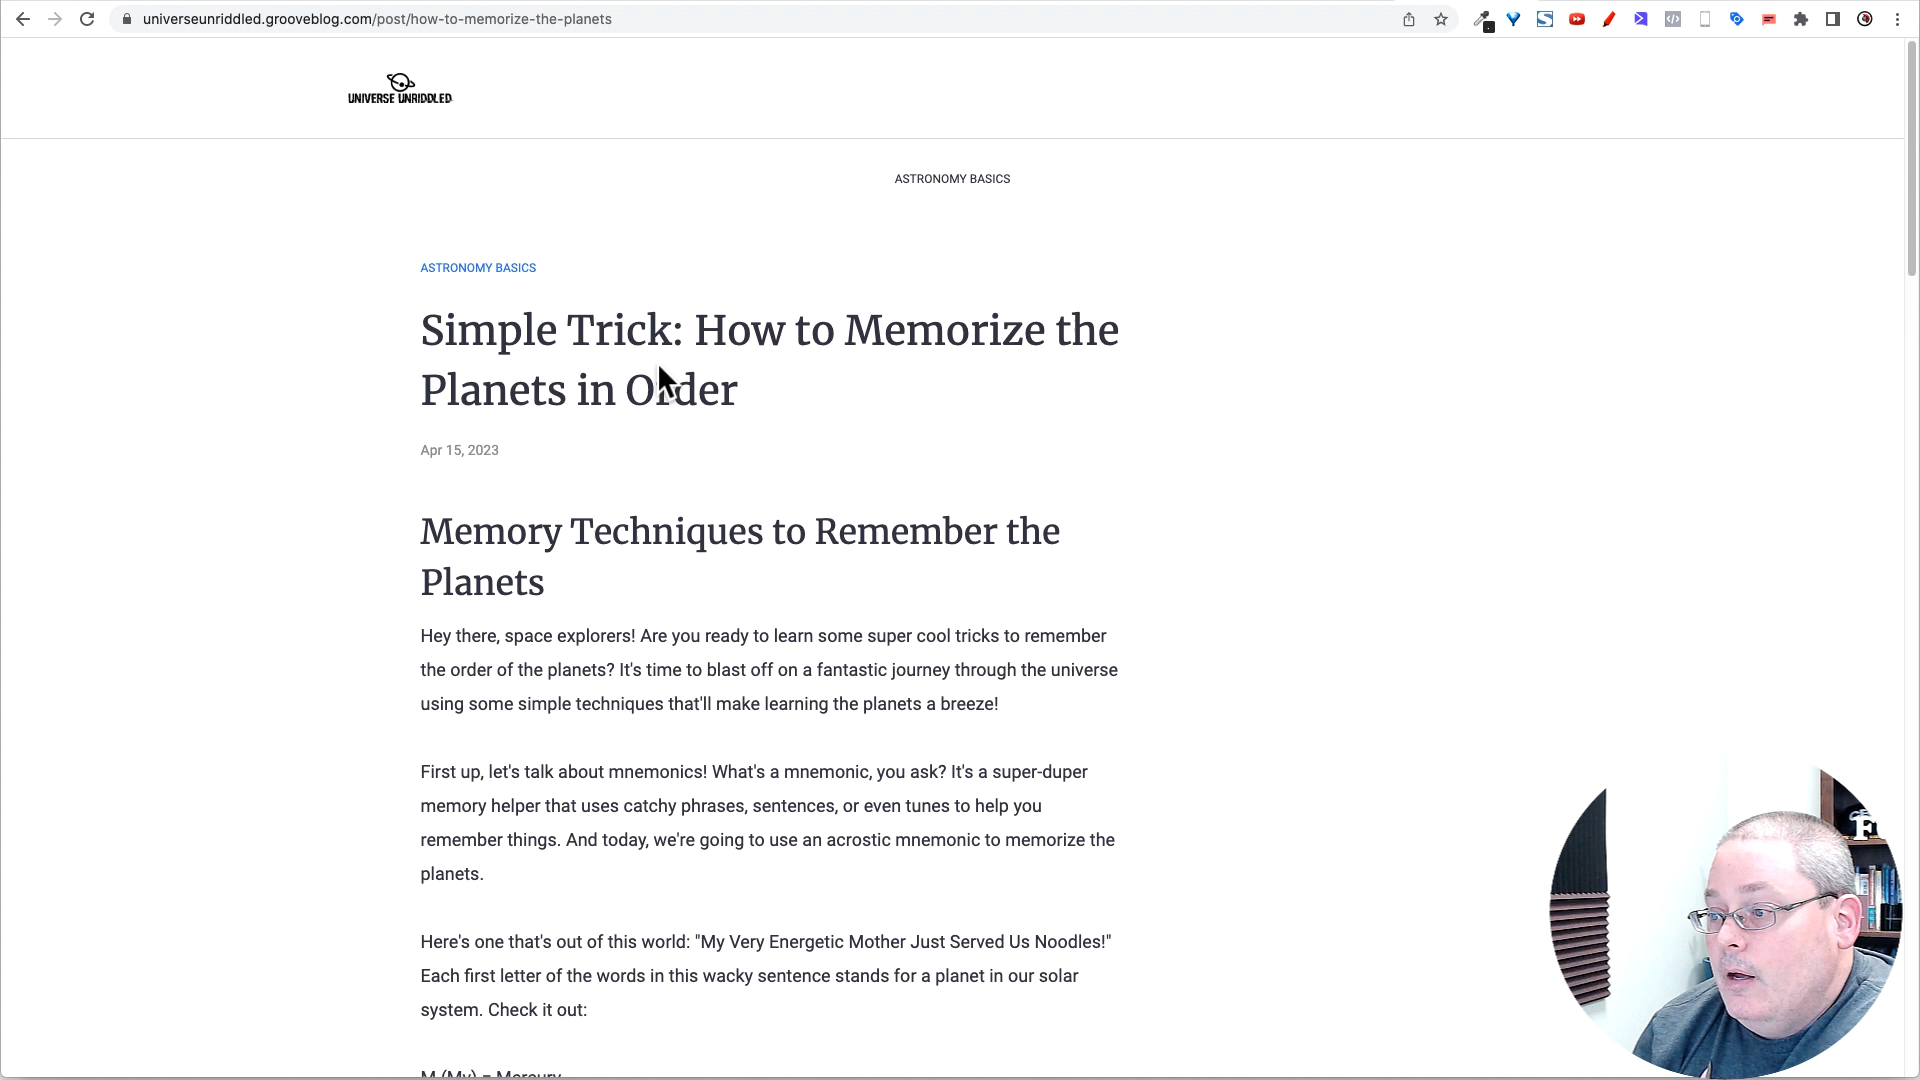 universeunriddled.grooveblog.com/post/how-to-memorize-the-planets
UNIVERSE UNRIDDLED
ASTRONOMY BASICS
ASTRONOMY BASICS
Simple Trick: How to Memorize the
Planets in Order
Apr 15, 2023
Memory Techniques to Remember the
Planets
Hey there, space explorers! Are you ready to learn some super cool tricks to remember
the order of the planets? It's time to blast off on a fantastic journey through the universe
using some simple techniques that'll make learning the planets a breeze!
First up, let's talk about mnemonics! What's a mnemonic, you ask? It's a super-duper
memory helper that uses catchy phrases, sentences, or even tunes to help you
remember things. And today, we're going to use an acrostic mnemonic to memorize the
planets.
Here's one that's out of this world: "My Very Energetic Mother Just Served Us Noodles!"
Each first letter of the words in this wacky sentence stands for a planet in our solar
system. Check it out:
M (My) = Mercury
F